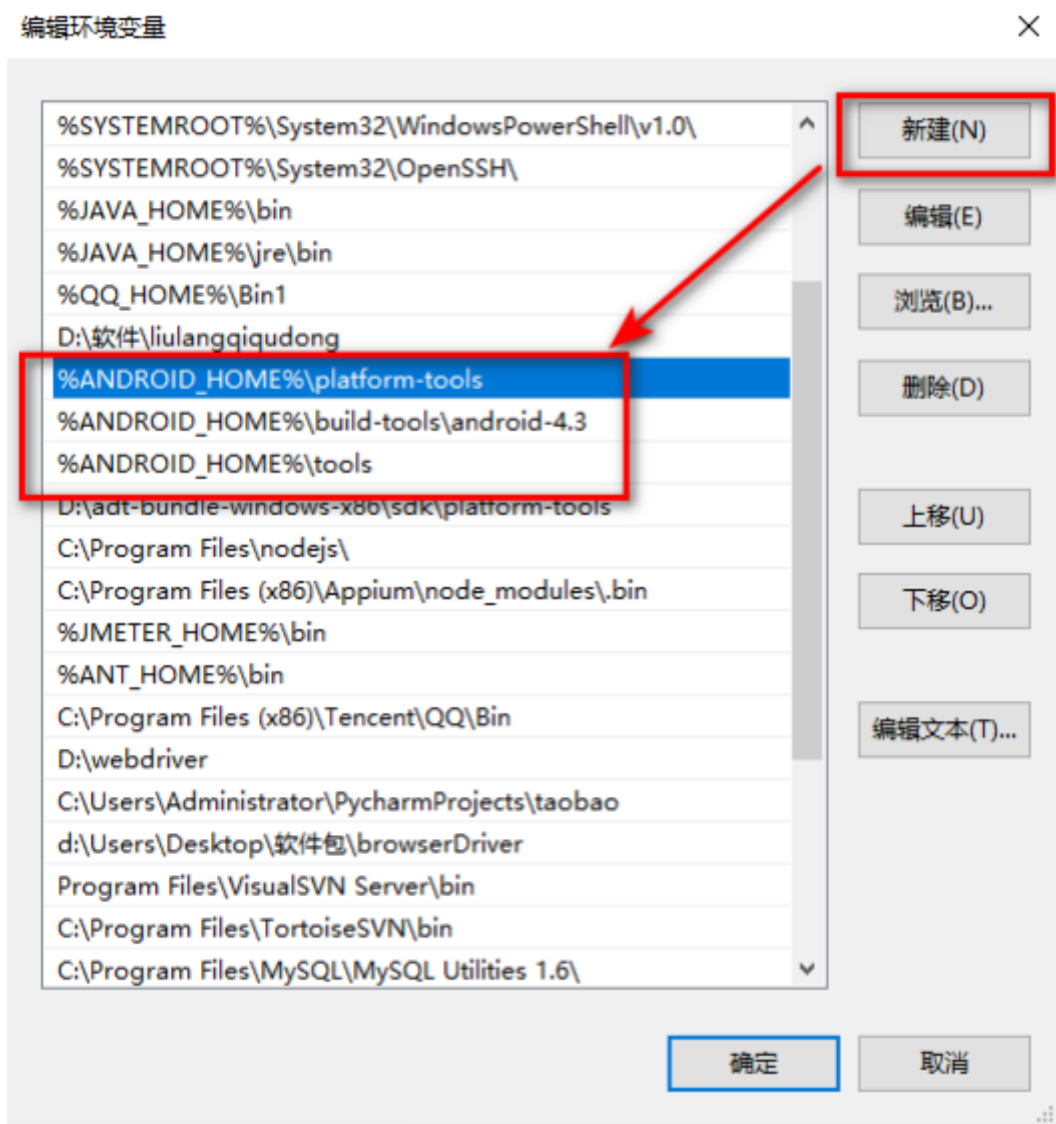 编辑环境变量
%SYSTEMROOT%\System32\WindowsPowerShell\v1.0\
%SYSTEMROOT%\System32\OpenSSH\
%JAVA_HOME%\bin
%JAVA_HOME%\jre\bin
%QQ_HOME%\Bin1
D:\软件\liulangqiqudong
%ANDROID_HOME%\platform-tools
%ANDROID_HOME%\build-tools\android-4.3
%ANDROID_HOME%\tools
D:\adt-bundle-windows-x86\sdk\platform-tools
C:\Program Files\nodejs\
C:\Program Files (x86)\Appium\node_modules\.bin
%JMETER_HOME%\bin
%ANT_HOME%\bin
C:\Program Files (x86)\Tencent\QQ\Bin
D:\webdriver
C:\Users\Administrator\PycharmProjects\taobao
d:\Users\Desktop\软件包\browserDriver
Program Files\VisualSVN Server\bin
C:\Program Files\TortoiseSVN\bin
C:\Program Files\MySQL\MySQL Utilities 1.6\
新建(N)
编辑(E)
浏览(B)...
删除(D)
上移(U)
下移(O)
编辑文本(T)...
确定
取消